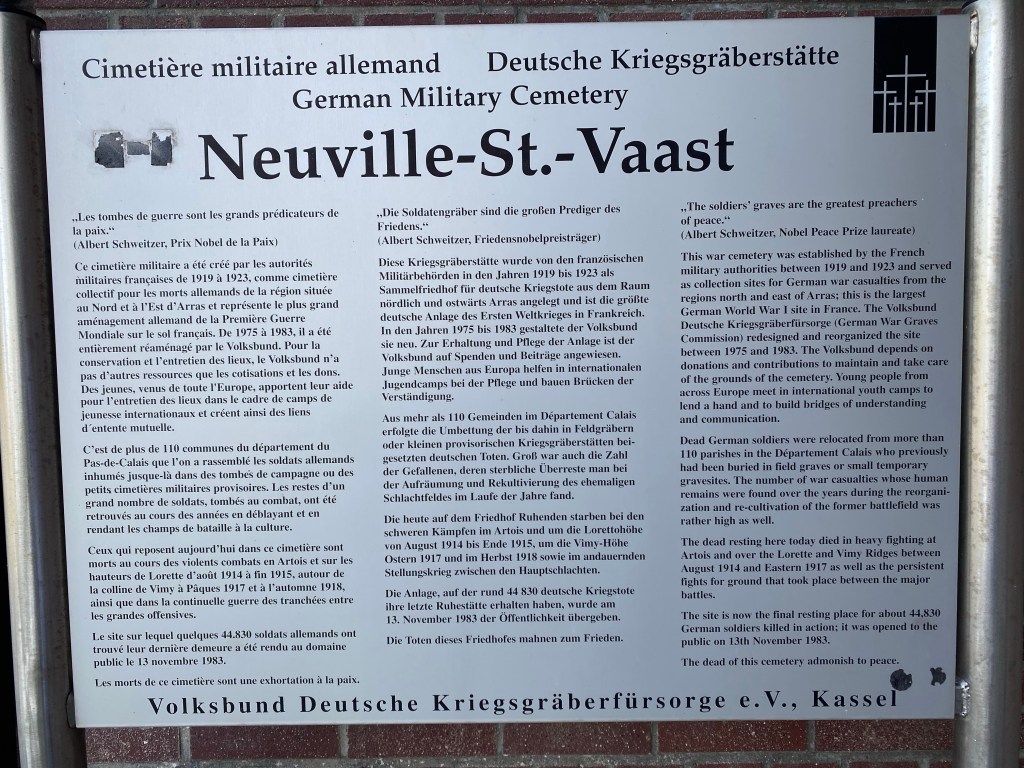 Cimetière militaire allemand Deutsche Kriegsgräberstätte
German Military Cemetery
Neuville-St.-Vaast
„Les tombes de guerre sont les grands prédicateurs de
la paix.“
(Albert Schweitzer, Prix Nobel de la Paix)
Ce cimetière militaire a été créé par les autorités
militaires françaises de 1919 à 1923, comme cimetière
collectif pour les morts allemands de la région située
au Nord et à l'Est d'Arras et représente le plus grand
aménagement allemand de la Première Guerre
Mondiale sur le sol français. De 1975 à 1983, il a été
entièrement réaménagé par le Volksbund. Pour la
conservation et l'entretien des lieux, le Volksbund n'a
pas d'autres ressources que les cotisations et les dons.
Des jeunes, venus de toute l'Europe, apportent leur aide
pour l'entretien des lieux dans le cadre de camps de
jeunesse internationaux et créent ainsi des liens
d´entente mutuelle.
C'est de plus de 110 communes du département du
Pas-de-Calais que l'on a rassemblé les soldats allemands
inhumés jusque-là dans des tombes de campagne ou des
petits cimetières militaires provisoires. Les restes d'un
grand nombre de soldats, tombés au combat, ont été
retrouvés au cours des années en déblayant et en
rendant les champs de bataille à la culture.
Ceux qui reposent aujourd'hui dans ce cimetière sont
morts au cours des violents combats en Artois et sur les
hauteurs de Lorette d'août 1914 à fin 1915, autour de
la colline de Vimy à Pâques 1917 et à l'automne 1918,
ainsi que dans la continuelle guerre des tranchées entre
les grandes offensives.
Le site sur lequel quelques 44.830 soldats allemands ont
trouvé leur dernière demeure a été rendu au domaine
public le 13 novembre 1983.
Les morts de ce cimetière sont une exhortation à la paix.
„Die Soldatengräber sind die großen Prediger des
Friedens.“
(Albert Schweitzer, Friedensnobelpreisträger)
Diese Kriegsgräberstätte wurde von den französischen
Militärbehörden in den Jahren 1919 bis 1923 als
Sammelfriedhof für deutsche Kriegstote aus dem Raum
nördlich und ostwärts Arras angelegt und ist die größte
deutsche Anlage des Ersten Weltkrieges in Frankreich.
In den Jahren 1975 bis 1983 gestaltete der Volksbund
sie neu. Zur Erhaltung und Pflege der Anlage ist der
Volksbund auf Spenden und Beiträge angewiesen.
Junge Menschen aus Europa helfen in internationalen
Jugendcamps bei der Pflege und bauen Brücken der
Verständigung.
Aus mehr als 110 Gemeinden im Département Calais
erfolgte die Umbettung der bis dahin in Feldgräbern
oder kleinen provisorischen Kriegsgräberstätten bei-
gesetzten deutschen Toten. Groß war auch die Zahl
der Gefallenen, deren sterbliche Überreste man bei
der Aufräumung und Rekultivierung des ehemaligen
Schlachtfeldes im Laufe der Jahre fand.
Die heute auf dem Friedhof Ruhenden starben bei den
schweren Kämpfen im Artois und um die Lorettohöhe
von August 1914 bis Ende 1915, um die Vimy-Höhe
Ostern 1917 und im Herbst 1918 sowie im andauernden
Stellungskrieg zwischen den Hauptschlachten.
Die Anlage, auf der rund 44 830 deutsche Kriegstote
ihre letzte Ruhestätte erhalten haben, wurde am
13. November 1983 der Öffentlichkeit übergeben.
Die Toten dieses Friedhofes mahnen zum Frieden.
„The soldiers' graves are the greatest preachers
of peace.“
(Albert Schweitzer, Nobel Peace Prize laureate)
This war cemetery was established by the French
military authorities between 1919 and 1923 and served
as collection sites for German war casualties from the
regions north and east of Arras; this is the largest
German World War I site in France. The Volksbund
Deutsche Kriegsgräberfürsorge (German War Graves
Commission) redesigned and reorganized the site
between 1975 and 1983. The Volksbund depends on
donations and contributions to maintain and take care
of the grounds of the cemetery. Young people from
across Europe meet in international youth camps to
lend a hand and to build bridges of understanding
and communication.
Dead German soldiers were relocated from more than
110 parishes in the Département Calais who previously
had been buried in field graves or small temporary
gravesites. The number of war casualties whose human
remains were found over the years during the reorgani-
zation and re-cultivation of the former battlefield was
rather high as well.
The dead resting here today died in heavy fighting at
Artois and over the Lorette and Vimy Ridges between
August 1914 and Eastern 1917 as well as the persistent
fights for ground that took place between the major
battles.
The site is now the final resting place for about 44.830
German soldiers killed in action; it was opened to the
public on 13th November 1983.
The dead of this cemetery admonish to peace.
Volksbund Deutsche Kriegsgräberfürsorge e.V., Kassel